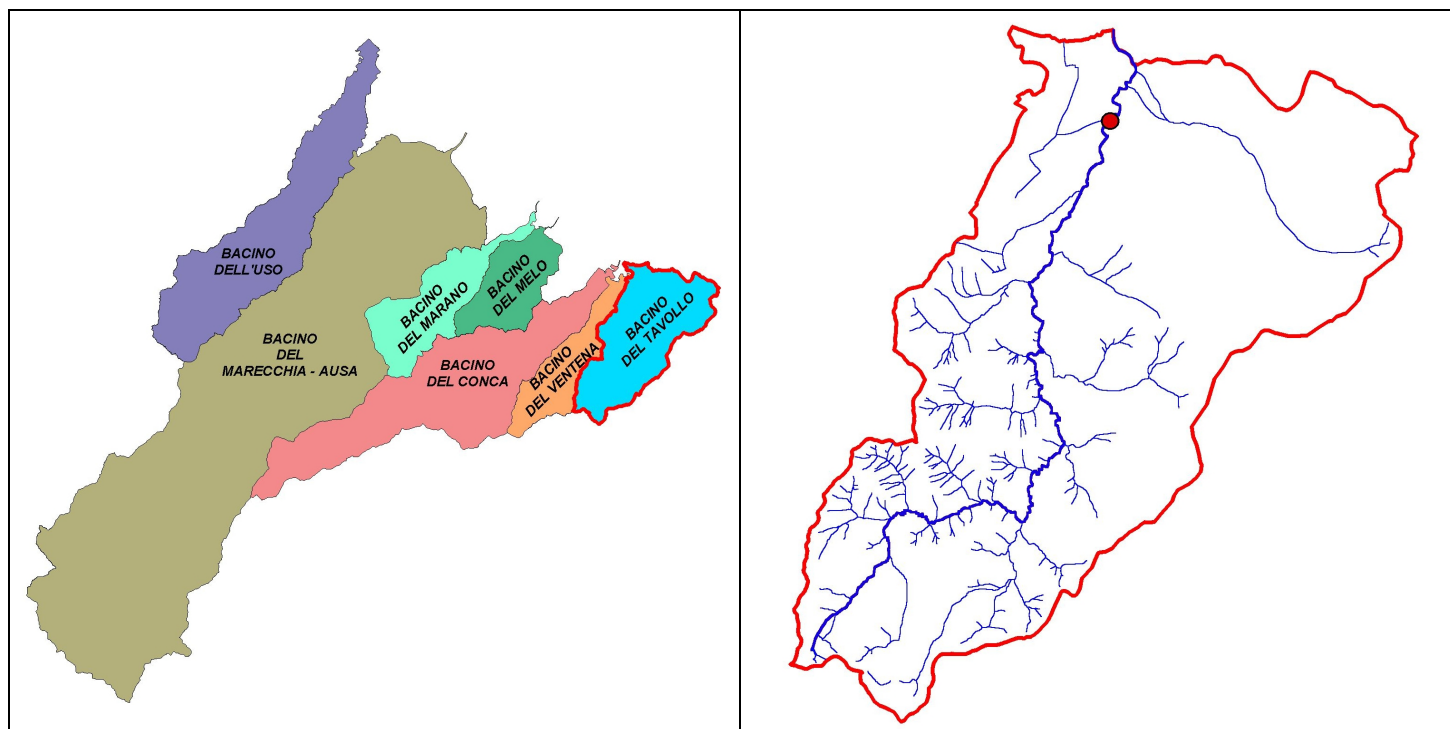 BACINO
DELL'USO
BACINO
DEL
MARECCHIA - AUSA
BACINO
DEL MARANO
BACINO
DEL MELO
BACINO
DEL CONCA
BACINO
DEL VENTENA
BACINO
DEL TAVOLLO